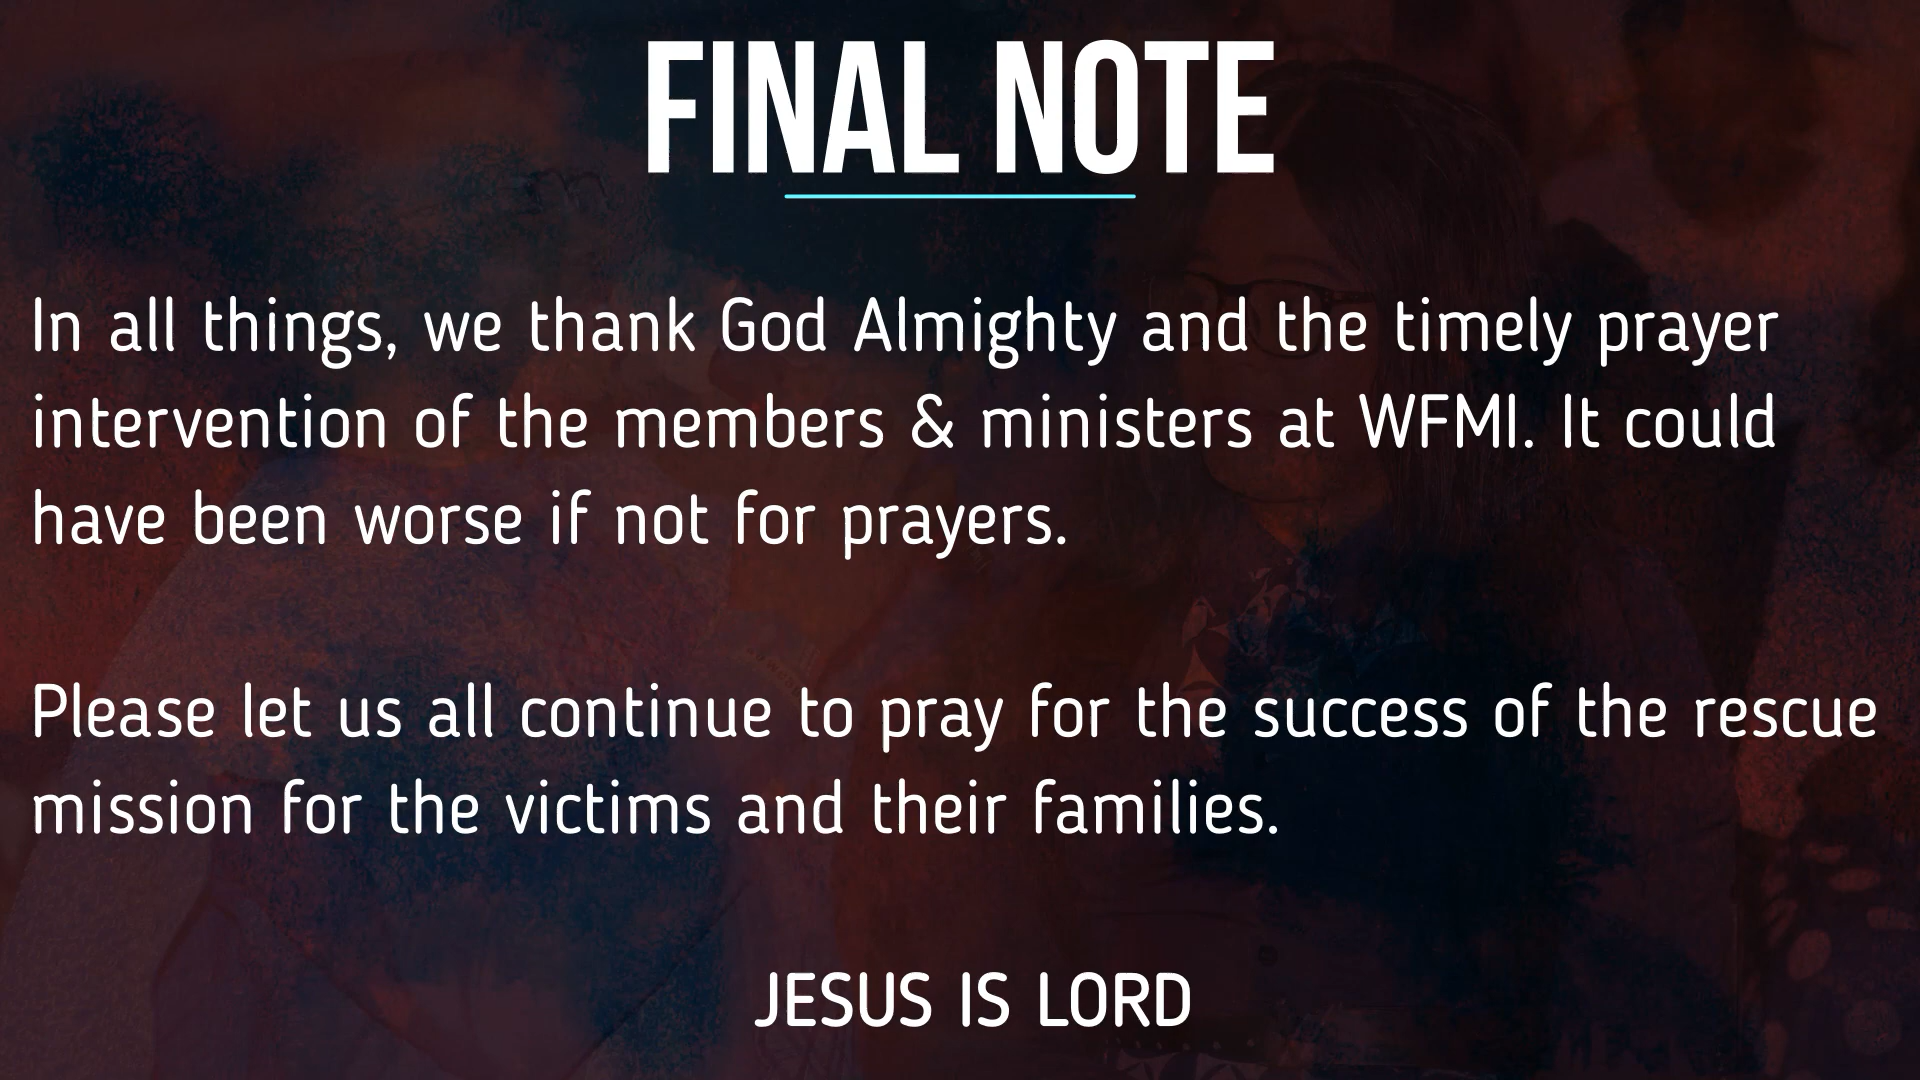 FINAL NOTE
In all things, we thank God Almighty and the timely prayer
intervention of the members & ministers at WFMI. It could
have been worse if not for prayers.
Please let us all continue to pray for the success of the rescue
mission for the victims and their families.
JESUS IS LORD